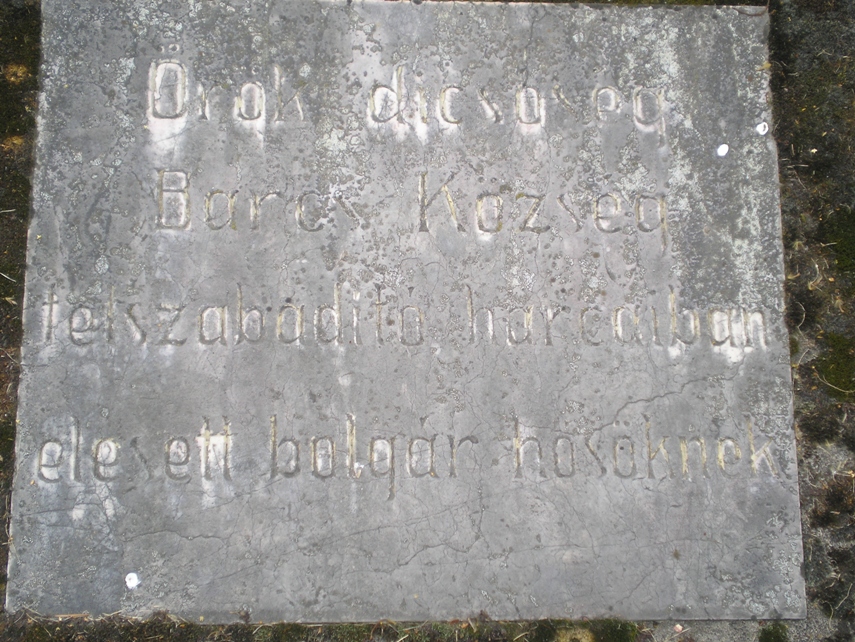 Örök dicsőség
Barcs Község
felszabadító harcaiban
elesett bolgár hősöknek